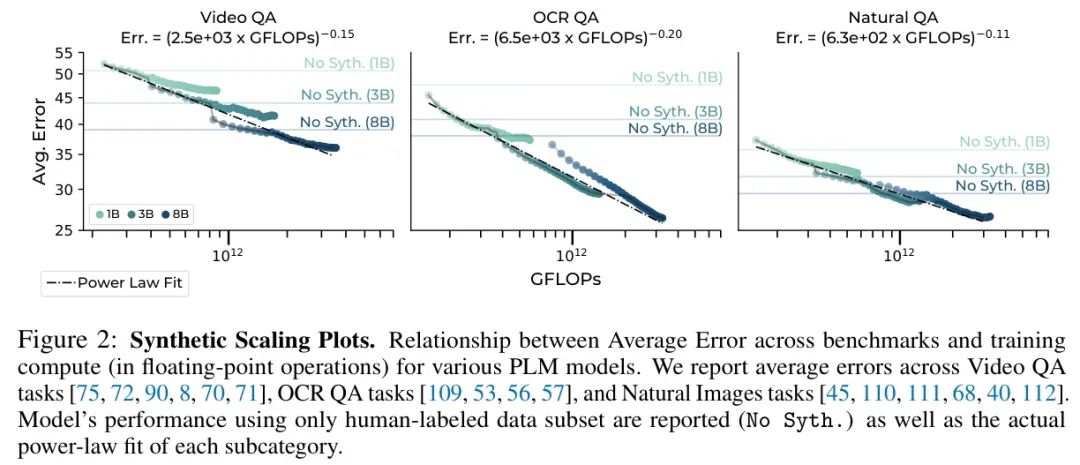 Video QA
Err. = (2.5e+03 x GFLOPs)^−0.15
OCR QA
Err. = (6.5e+03 x GFLOPs)^−0.20
Natural QA
Err. = (6.3e+02 x GFLOPs)^−0.11
Avg. Error
55
50
45
40
35
30
25
No Syth. (1B)
No Syth. (3B)
No Syth. (8B)
1B 3B 8B
10^12
No Syth. (1B)
No Syth. (3B)
No Syth. (8B)
10^12
No Syth. (1B)
No Syth. (3B)
No Syth. (8B)
10^12
Power Law Fit
GFLOPs
Figure 2: Synthetic Scaling Plots. Relationship between Average Error across benchmarks and training
compute (in floating-point operations) for various PLM models. We report average errors across Video QA
tasks [75, 72, 90, 8, 70, 71], OCR QA tasks [109, 53, 56, 57], and Natural Images tasks [45, 110, 111, 68, 40, 112].
Model's performance using only human-labeled data subset are reported (No Syth.) as well as the actual
power-law fit of each subcategory.